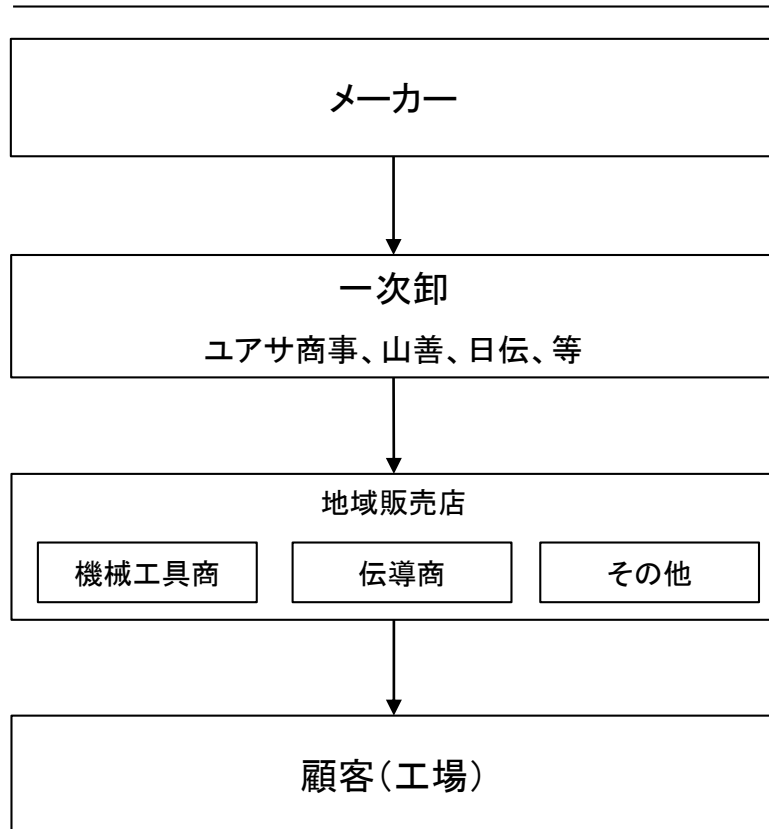 メーカー
一次卸
ユアサ商事、山善、日伝、等
地域販売店
機械工具商
伝導商
その他
顧客（工場）